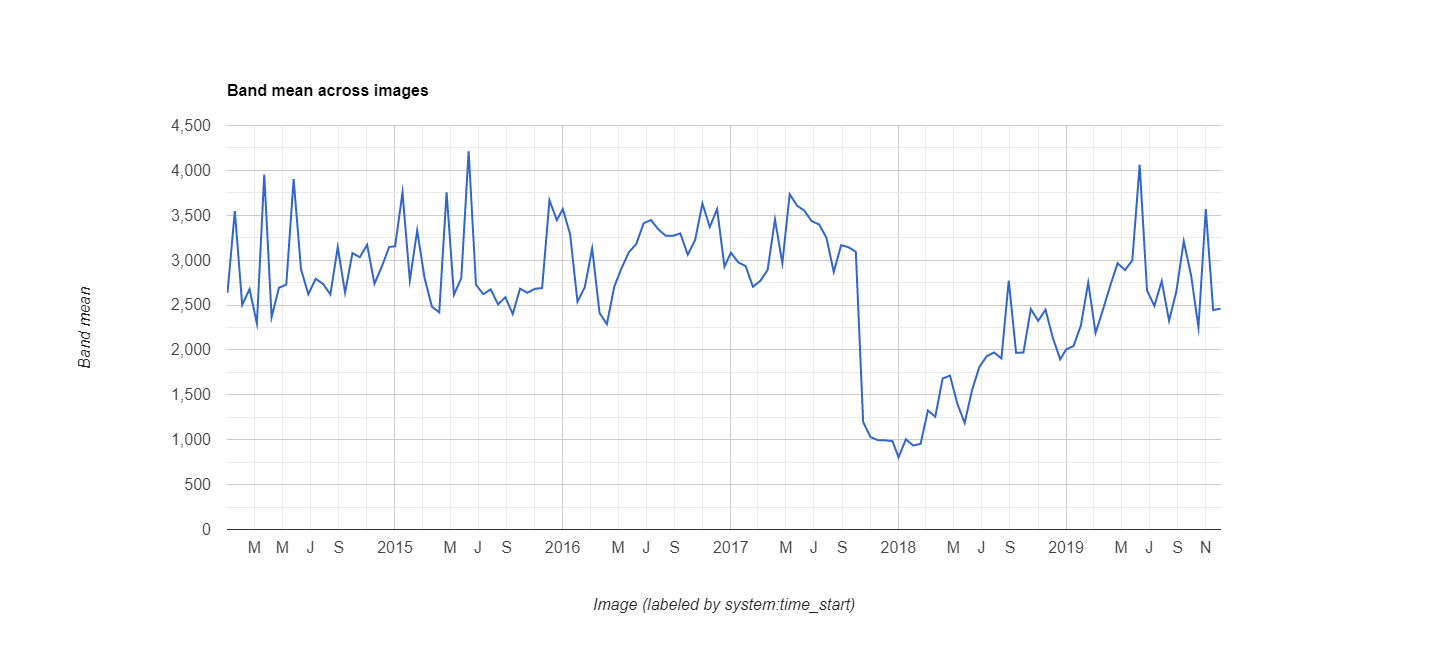 Band mean across images
4,500
4,000
3,500
3,000
2,500
2,000
1,500
1,000
500
0
M M J S 2015 M J S 2016 M J S 2017 M J S 2018 M J S 2019 M J S N
Band mean
Image (labeled by system:time_start)